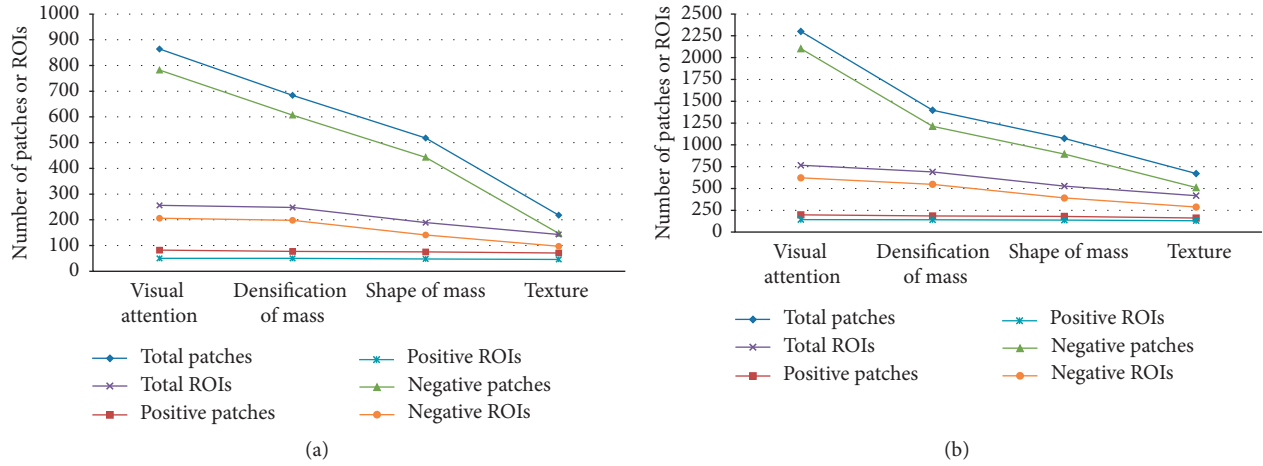 Number of patches or ROIs
1000
900
800
700
600
500
400
300
200
100
0
Visual
attention
Densification
of mass
Shape of mass
Texture
Total patches
Total ROIs
Positive patches
Positive ROIs
Negative patches
Negative ROIs
(a)
Number of patches or ROIs
2500
2250
2000
1750
1500
1250
1000
750
500
250
0
Visual
attention
Densification
of mass
Shape of mass
Texture
Total patches
Total ROIs
Positive patches
Positive ROIs
Negative patches
Negative ROIs
(b)